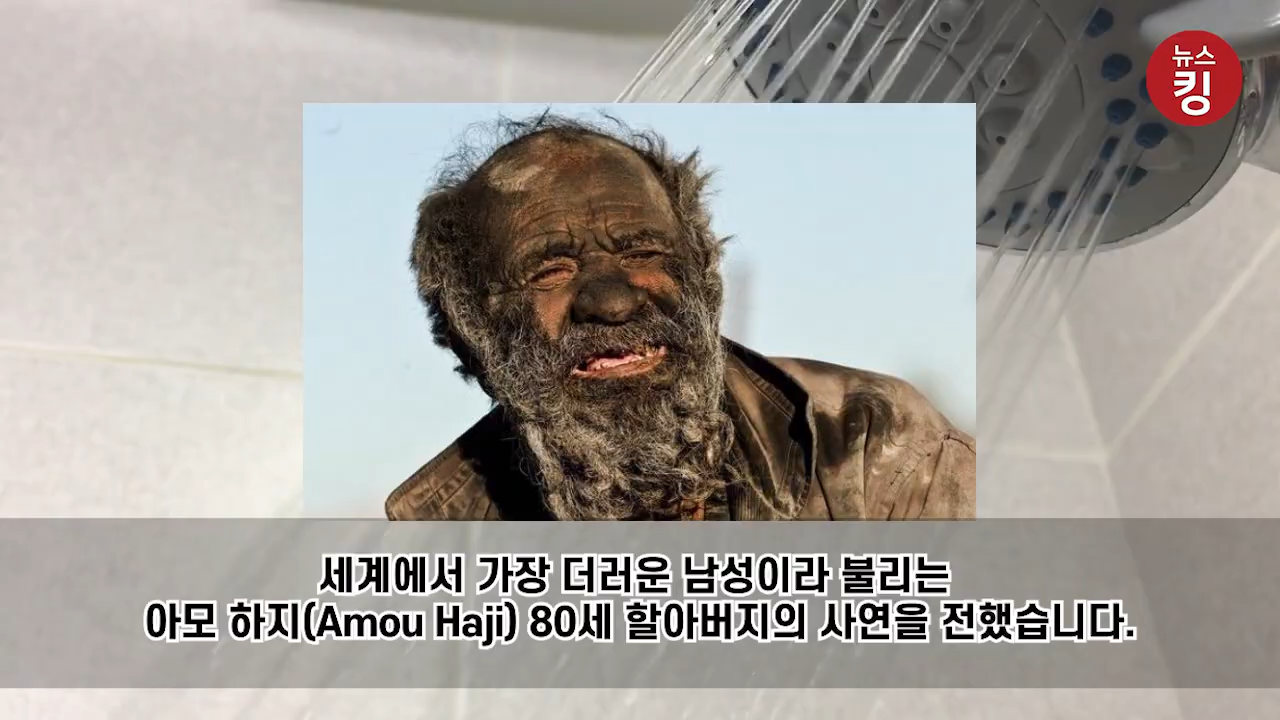 뉴스
킹
세계에서 가장 더러운 남성이라 불리는
아모 하지(Amou Haji) 80세 할아버지의 사연을 전했습니다.